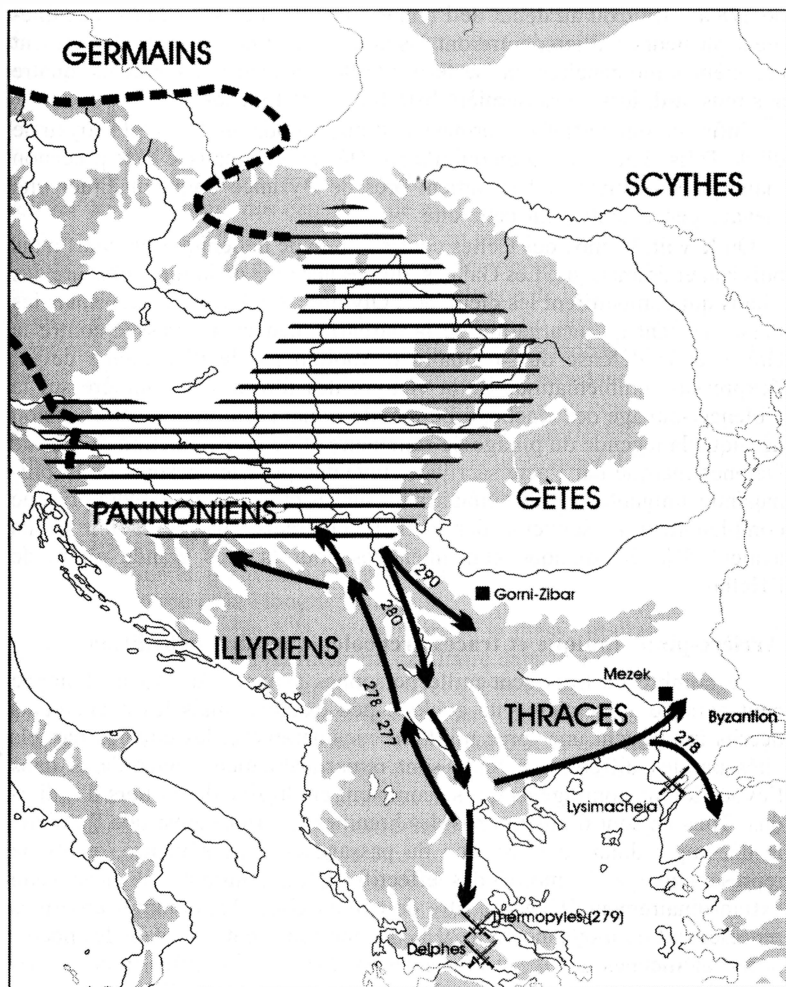 GERMAINS
SCYTHES
PANNONIENS
GÈTES
290
Gorni-Zibar
280
ILLYRIENS
278-277
Mezek
THRACES
Byzantion
278
Lysimacheia
Thermopyles (279)
Delphes